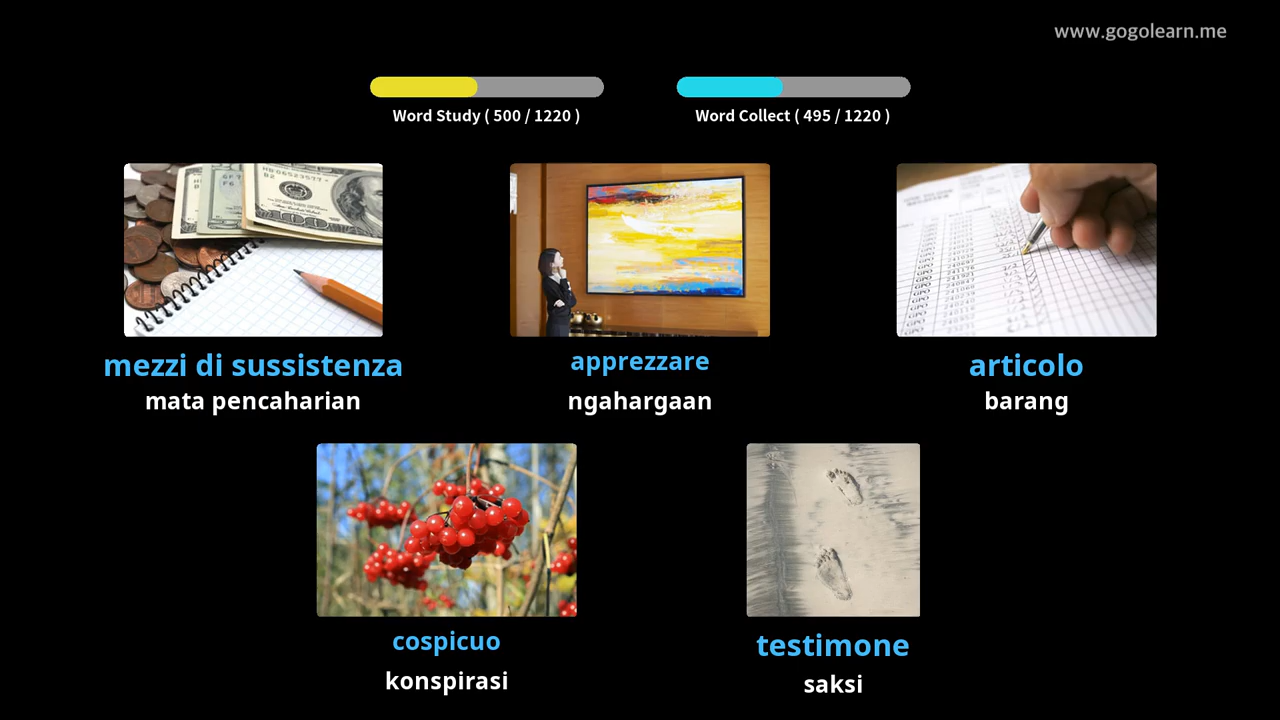 www.gogolearn.me
Word Study ( 500 / 1220 )
Word Collect ( 495 / 1220 )
mezzi di sussistenza
mata pencaharian
apprezzare
ngahargaan
articolo
barang
cospicuo
konspirasi
testimone
saksi